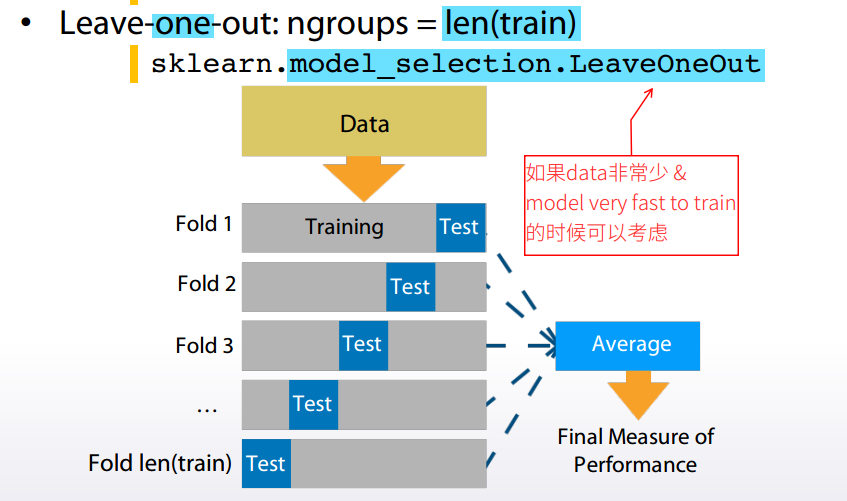 • Leave-one-out: ngroups = len(train)
sklearn.model_selection.LeaveOneOut
Data
如果data非常少 &
model very fast to train
的时候可以考虑
Fold 1
Training
Test
Fold 2
Test
Fold 3
Test
Average
...
Test
Fold len(train)
Test
Final Measure of
Performance